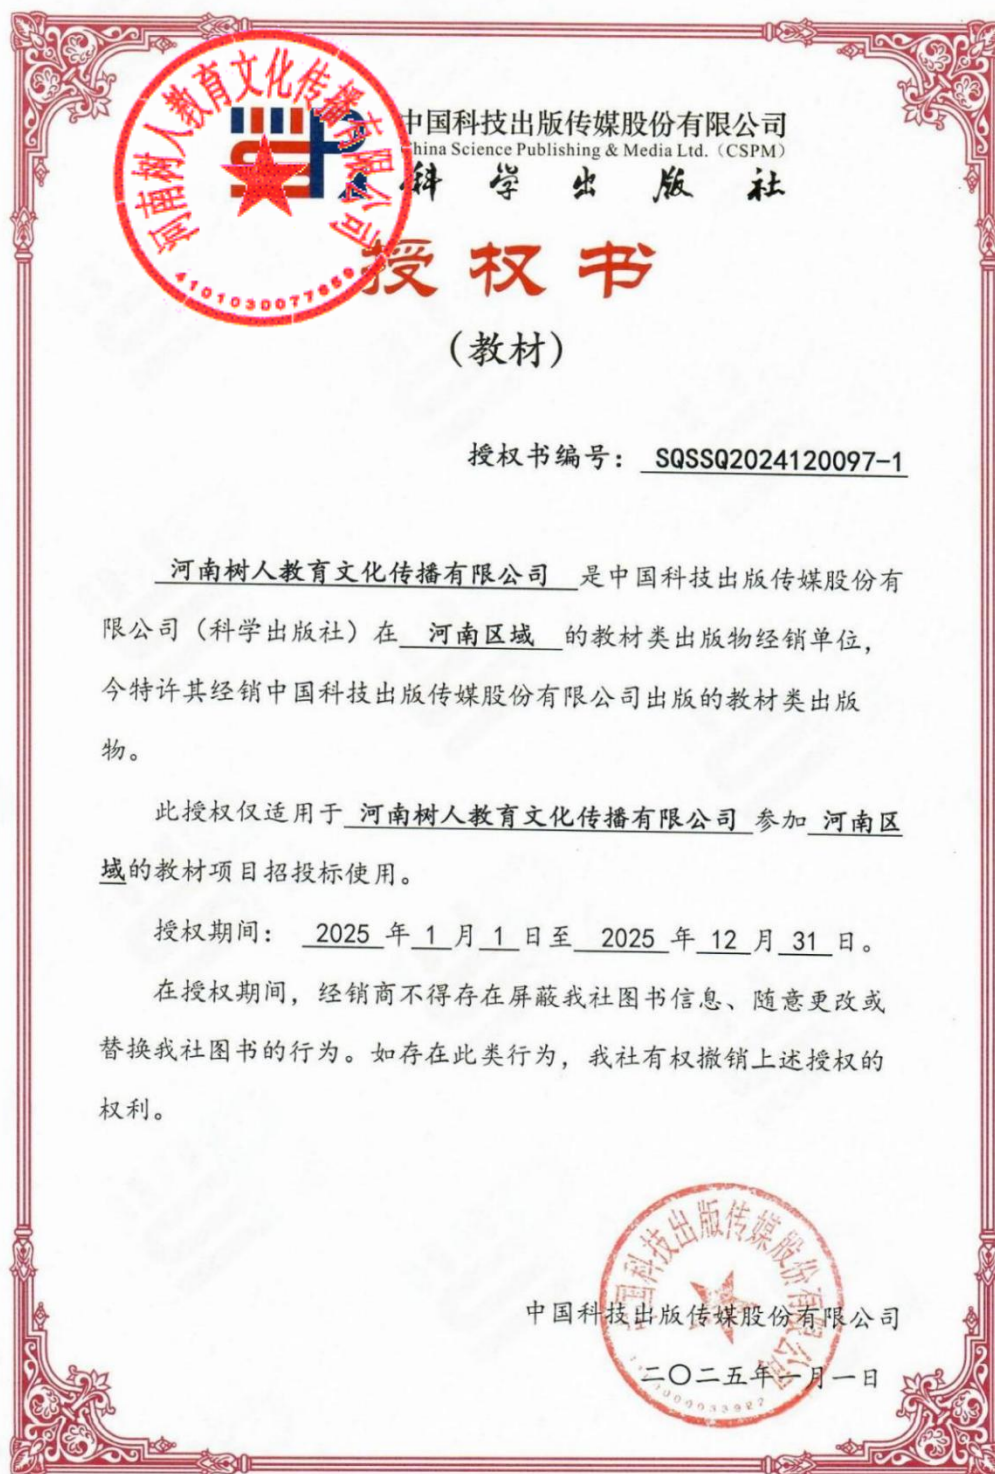 河南树人教育文化传播有限公司
4101030077959
中国科技出版传媒股份有限公司
hina Science Publishing & Media Ltd.（CSPM）
科学出版社
授权书
（教材）
授权书编号： SQSSQ2024120097-1
河南树人教育文化传播有限公司 是中国科技出版传媒股份有
限公司（科学出版社）在 河南区域 的教材类出版物经销单位，
今特许其经销中国科技出版传媒股份有限公司出版的教材类出版
物。
此授权仅适用于 河南树人教育文化传播有限公司 参加 河南区
域的教材项目招投标使用。
授权期间： 2025 年 1 月 1 日至 2025 年 12 月 31 日。
在授权期间，经销商不得存在屏蔽我社图书信息、随意更改或
替换我社图书的行为。如存在此类行为，我社有权撤销上述授权的
权利。
中国科技出版传媒股份有限公司
中国科技出版传媒股份有限公司
二〇二五年一月一日